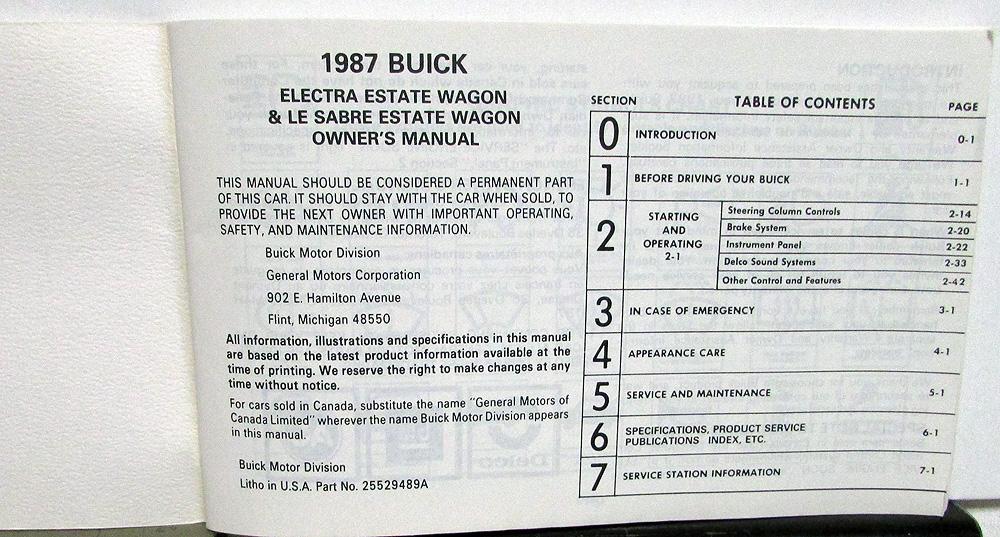 1987 BUICK
ELECTRA ESTATE WAGON
& LE SABRE ESTATE WAGON
OWNER'S MANUAL
THIS MANUAL SHOULD BE CONSIDERED A PERMANENT PART
OF THIS CAR. IT SHOULD STAY WITH THE CAR WHEN SOLD, TO
PROVIDE THE NEXT OWNER WITH IMPORTANT OPERATING,
SAFETY, AND MAINTENANCE INFORMATION.
Buick Motor Division
General Motors Corporation
902 E. Hamilton Avenue
Flint, Michigan 48550
All information, illustrations and specifications in this manual
are based on the latest product information available at the
time of printing. We reserve the right to make changes at any
time without notice.
For cars sold in Canada, substitute the name "General Motors of
Canada Limited" wherever the name Buick Motor Division appears
in this manual.
Buick Motor Division
Litho in U.S.A. Part No. 25529489A
SECTION TABLE OF CONTENTS PAGE
0 INTRODUCTION 0-1
1 BEFORE DRIVING YOUR BUICK 1-1
2 STARTING
AND
OPERATING
2-1
Steering Column Controls 2-14
Brake System 2-20
Instrument Panel 2-22
Delco Sound Systems 2-33
Other Control and Features 2-42
3 IN CASE OF EMERGENCY 3-1
4 APPEARANCE CARE 4-1
5 SERVICE AND MAINTENANCE 5-1
6 SPECIFICATIONS, PRODUCT SERVICE
PUBLICATIONS INDEX, ETC. 6-1
7 SERVICE STATION INFORMATION 7-1